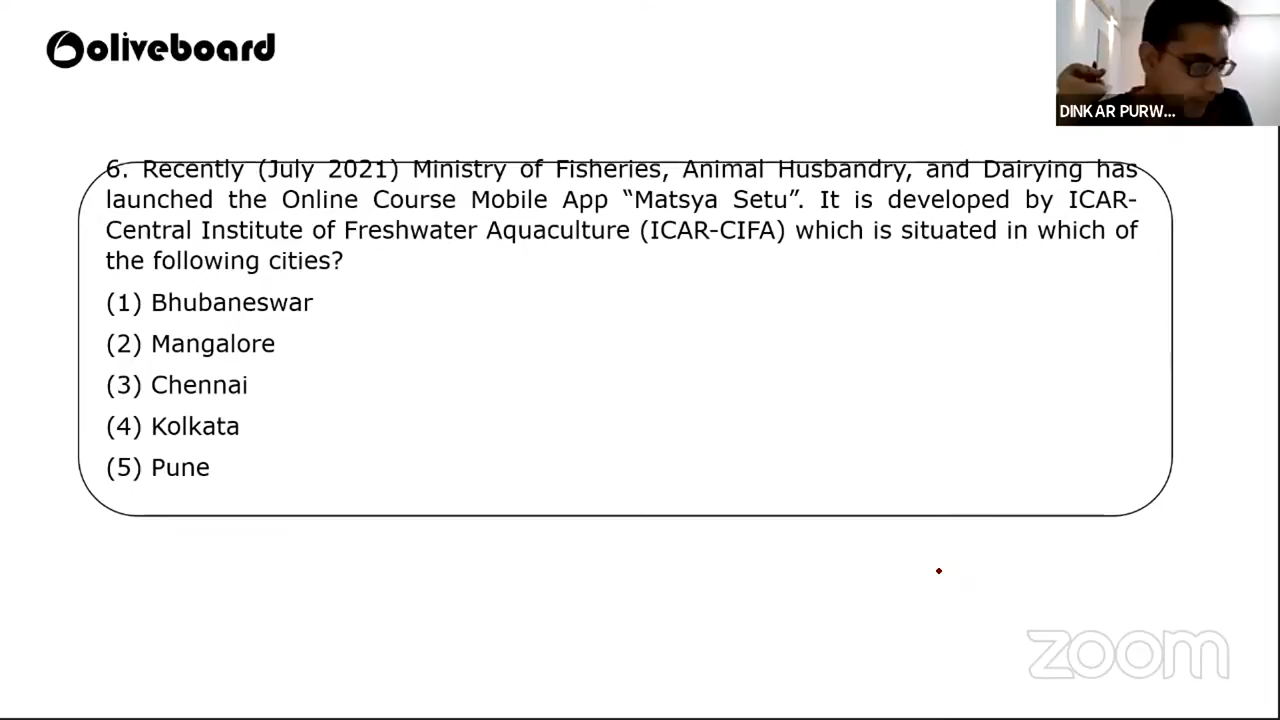 oliveboard
DINKAR PURW...
6. Recently (July 2021) Ministry of Fisheries, Animal Husbandry, and Dairying has
launched the Online Course Mobile App “Matsya Setu”. It is developed by ICAR-
Central Institute of Freshwater Aquaculture (ICAR-CIFA) which is situated in which of
the following cities?
(1) Bhubaneswar
(2) Mangalore
(3) Chennai
(4) Kolkata
(5) Pune
zoom